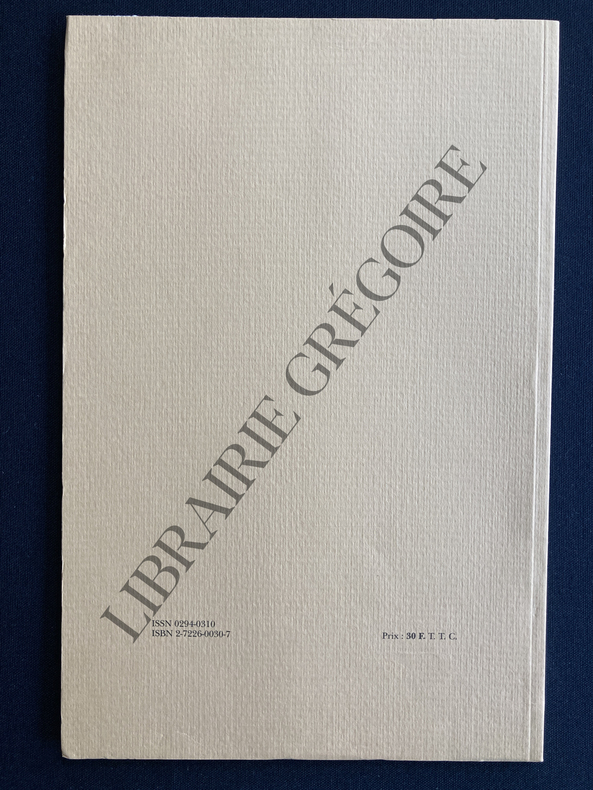 LIBRAIRIE GRÉGOIRE
ISSN 0294-0310
ISBN 2-7226-0030-7
Prix : 30 F. T. T. C.